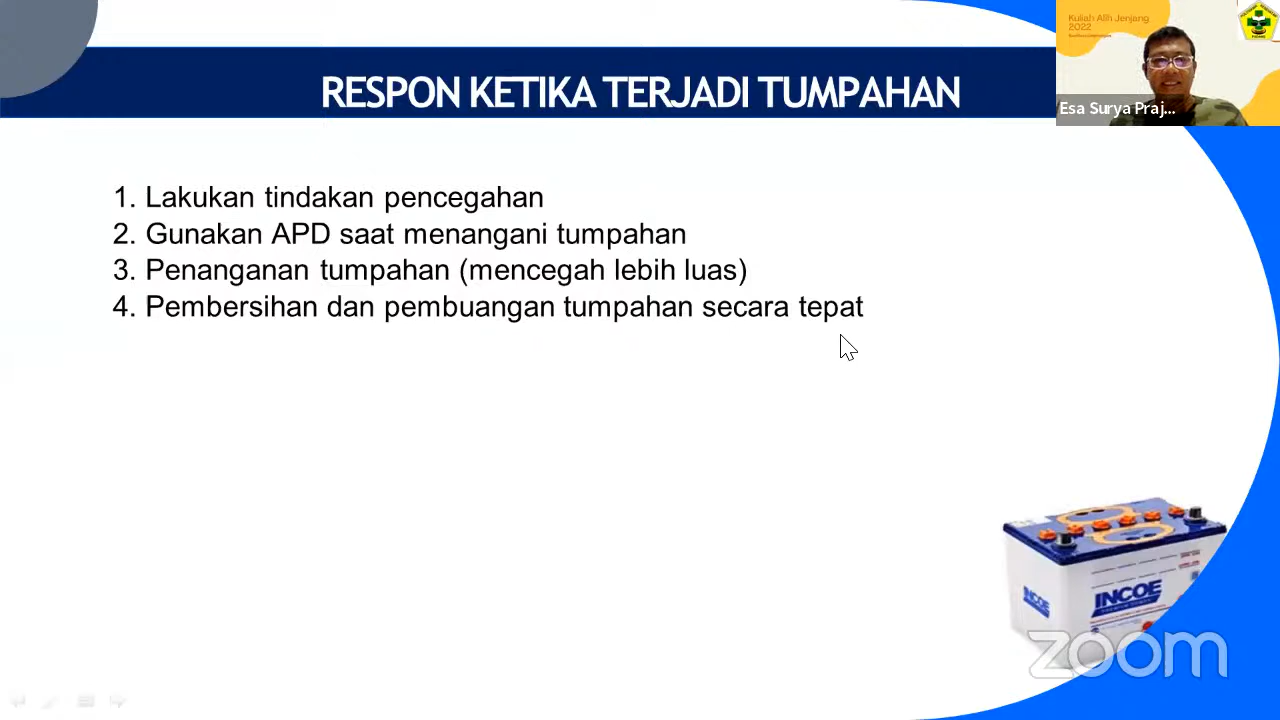 Kuliah Alih Jenjang
2022
RESPON KETIKA TERJADI TUMPAHAN
Esa Surya Praj...
1. Lakukan tindakan pencegahan
2. Gunakan APD saat menangani tumpahan
3. Penanganan tumpahan (mencegah lebih luas)
4. Pembersihan dan pembuangan tumpahan secara tepat
INCOE
INCOE
zoom